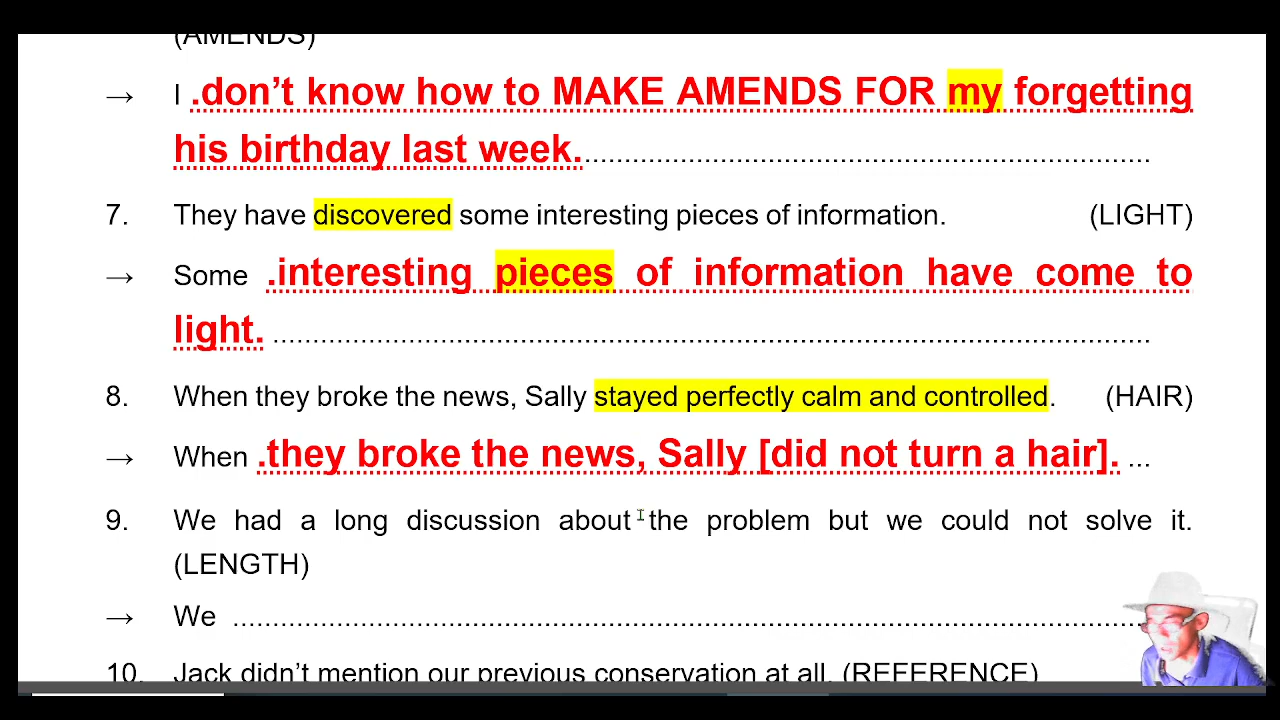 (AMENDS)
→ I .don’t know how to MAKE AMENDS FOR my forgetting
his birthday last week.........................................................................
7. They have discovered some interesting pieces of information. (LIGHT)
→ Some .interesting pieces of information have come to
light. ..............................................................................................................
8. When they broke the news, Sally stayed perfectly calm and controlled. (HAIR)
→ When .they broke the news, Sally [did not turn a hair]. ...
9. We had a long discussion about the problem but we could not solve it.
(LENGTH)
→ We ..................................................................................................................
10. Jack didn’t mention our previous conservation at all. (REFERENCE)